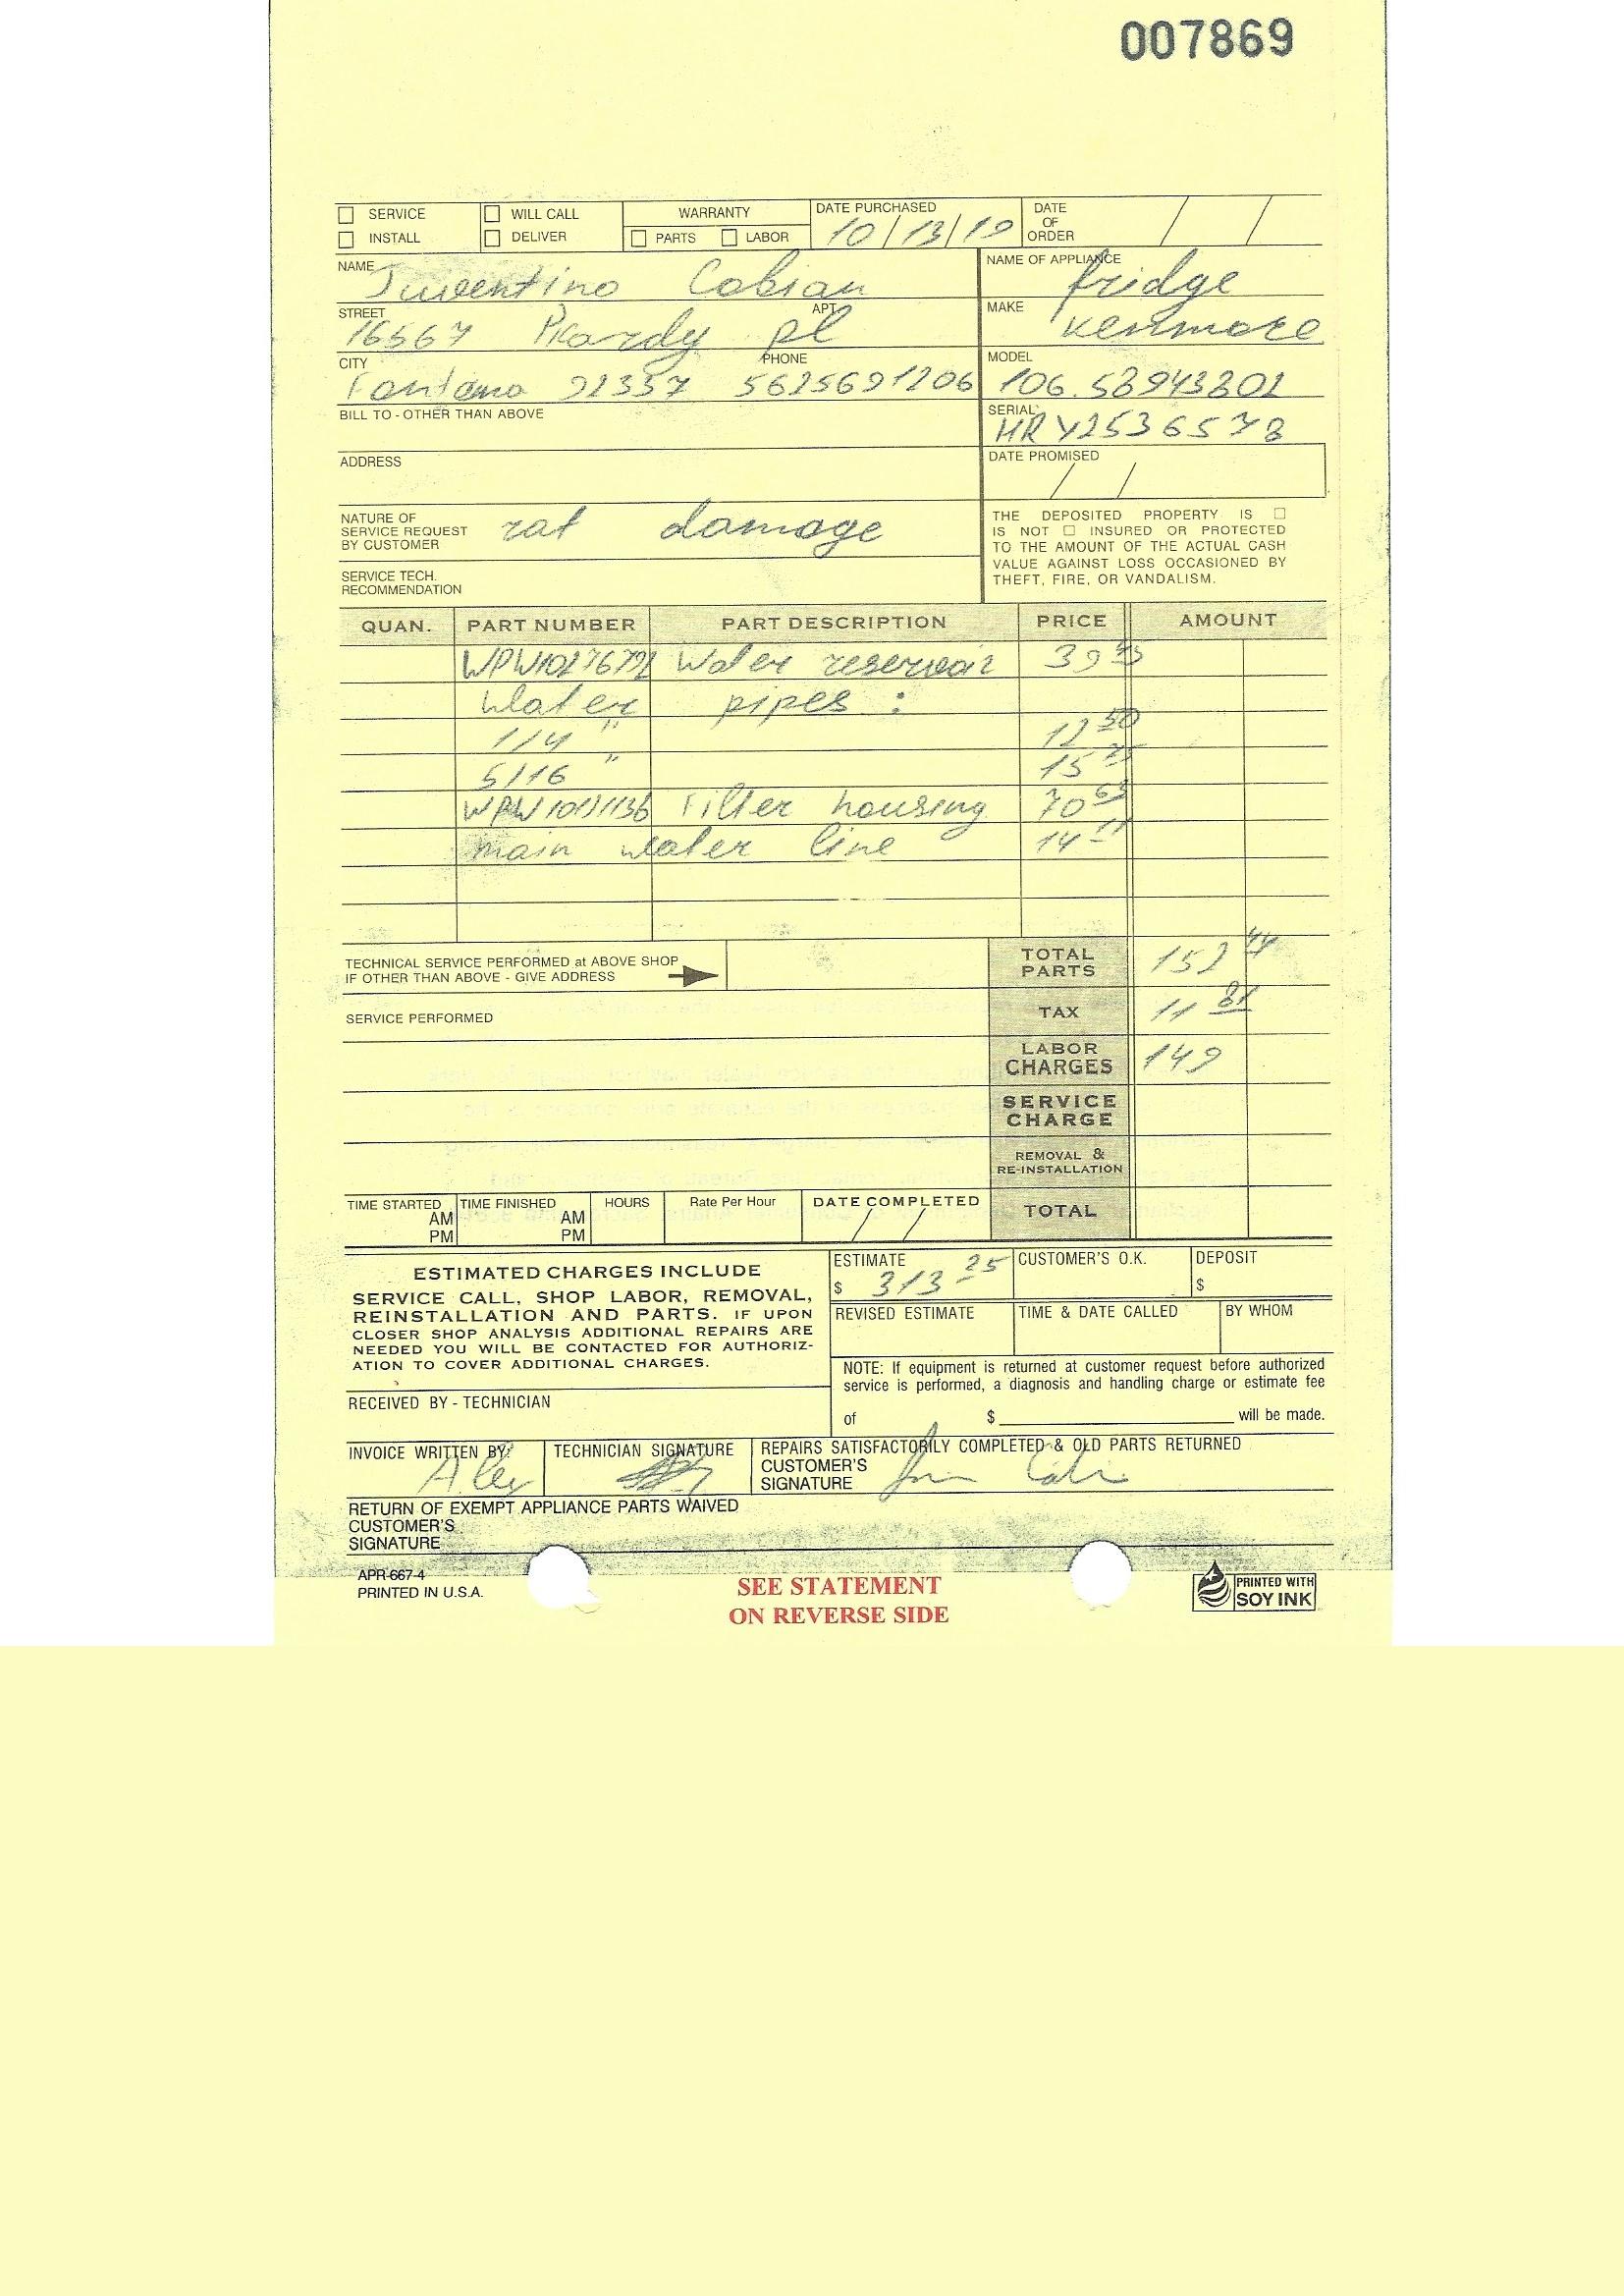 007869
SERVICE WILL CALL WARRANTY DATE PURCHASED 10/13/19 DATE OF ORDER / /
INSTALL DELIVER PARTS LABOR
NAME Juventino Cobian NAME OF APPLIANCE fridge
STREET 16567 pl APT. MAKE kenmore
CITY Fontana 92337 PHONE 5625691206 MODEL 106.58943801
BILL TO - OTHER THAN ABOVE SERIAL HRY2536578
ADDRESS DATE PROMISED / /
NATURE OF SERVICE REQUEST BY CUSTOMER rat damage
THE DEPOSITED PROPERTY IS
IS NOT INSURED OR PROTECTED
TO THE AMOUNT OF THE ACTUAL CASH
VALUE AGAINST LOSS OCCASIONED BY
THEFT, FIRE, OR VANDALISM.
SERVICE TECH. RECOMMENDATION
QUAN. PART NUMBER PART DESCRIPTION PRICE AMOUNT
Water reservoir 39
Water pipes :
1/4 " 12 50
5/16 " 15 75
Filter housing 70 63
main water line 14
TECHNICAL SERVICE PERFORMED at ABOVE SHOP
IF OTHER THAN ABOVE - GIVE ADDRESS
TOTAL PARTS 152 44
SERVICE PERFORMED TAX 11 81
LABOR CHARGES 149
SERVICE CHARGE
REMOVAL & RE-INSTALLATION
TIME STARTED AM PM TIME FINISHED AM PM HOURS Rate Per Hour DATE COMPLETED / / TOTAL
ESTIMATED CHARGES INCLUDE
SERVICE CALL, SHOP LABOR, REMOVAL,
REINSTALLATION AND PARTS. IF UPON
CLOSER SHOP ANALYSIS ADDITIONAL REPAIRS ARE
NEEDED YOU WILL BE CONTACTED FOR AUTHORIZ-
ATION TO COVER ADDITIONAL CHARGES.
ESTIMATE $ 313 25 CUSTOMER'S O.K. DEPOSIT $
REVISED ESTIMATE TIME & DATE CALLED BY WHOM
NOTE: If equipment is returned at customer request before authorized
service is performed, a diagnosis and handling charge or estimate fee
of $ will be made.
RECEIVED BY - TECHNICIAN
INVOICE WRITTEN BY: Alex TECHNICIAN SIGNATURE REPAIRS SATISFACTORILY COMPLETED & OLD PARTS RETURNED
CUSTOMER'S SIGNATURE
RETURN OF EXEMPT APPLIANCE PARTS WAIVED
CUSTOMER'S
SIGNATURE
APR-667-4
PRINTED IN U.S.A.
SEE STATEMENT
ON REVERSE SIDE
PRINTED WITH
SOY INK